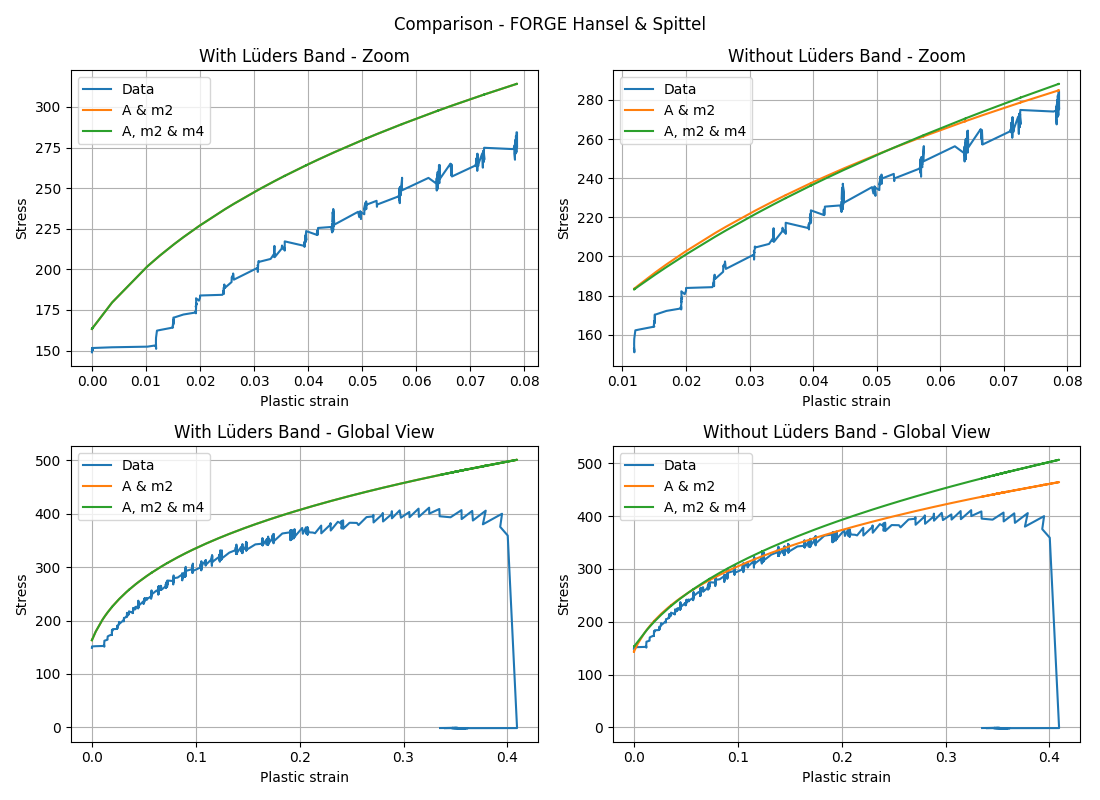 Comparison - FORGE Hansel & Spittel
With Lüders Band - Zoom
Data
A & m2
A, m2 & m4
300
275
250
225
200
175
150
Stress
0.00 0.01 0.02 0.03 0.04 0.05 0.06 0.07 0.08
Plastic strain
Without Lüders Band - Zoom
Data
A & m2
A, m2 & m4
280
260
240
220
200
180
160
Stress
0.01 0.02 0.03 0.04 0.05 0.06 0.07 0.08
Plastic strain
With Lüders Band - Global View
Data
A & m2
A, m2 & m4
500
400
300
200
100
0
Stress
0.0 0.1 0.2 0.3 0.4
Plastic strain
Without Lüders Band - Global View
Data
A & m2
A, m2 & m4
500
400
300
200
100
0
Stress
0.0 0.1 0.2 0.3 0.4
Plastic strain